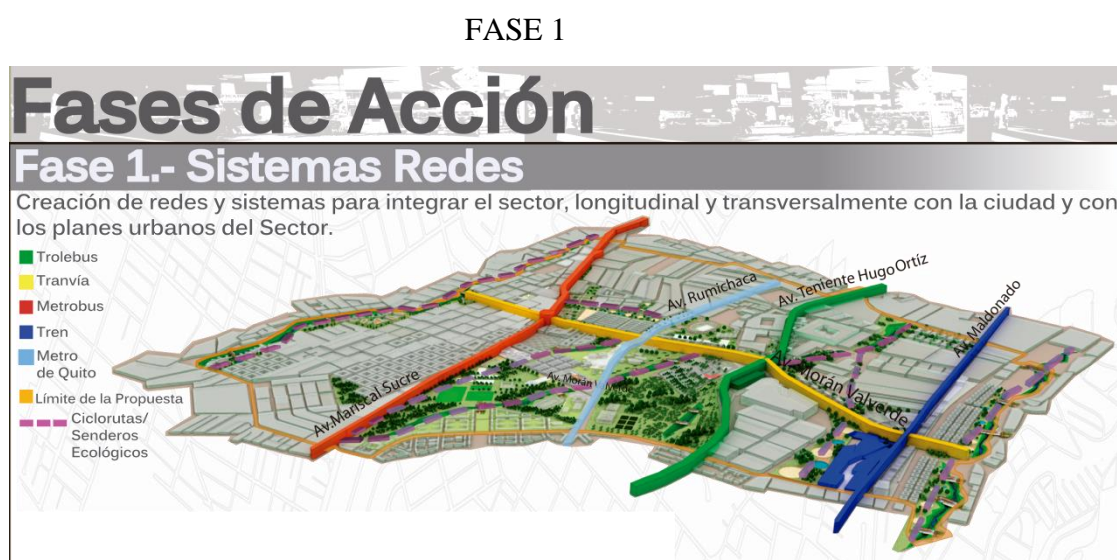 FASE 1
Fases de Acción
Fase 1.- Sistemas Redes
Creación de redes y sistemas para integrar el sector, longitudinal y transversalmente con la ciudad y con
los planes urbanos del Sector.
Trolebus
Tranvía
Metrobus
Tren
Metro
de Quito
Límite de la Propuesta
Ciclorutas/
Senderos
Ecológicos
Av.Mariscal Sucre
Av. Rumichaca
Av. Teniente Hugo Ortíz
Av. Maldonado
Av. Morán
Morán Valverde